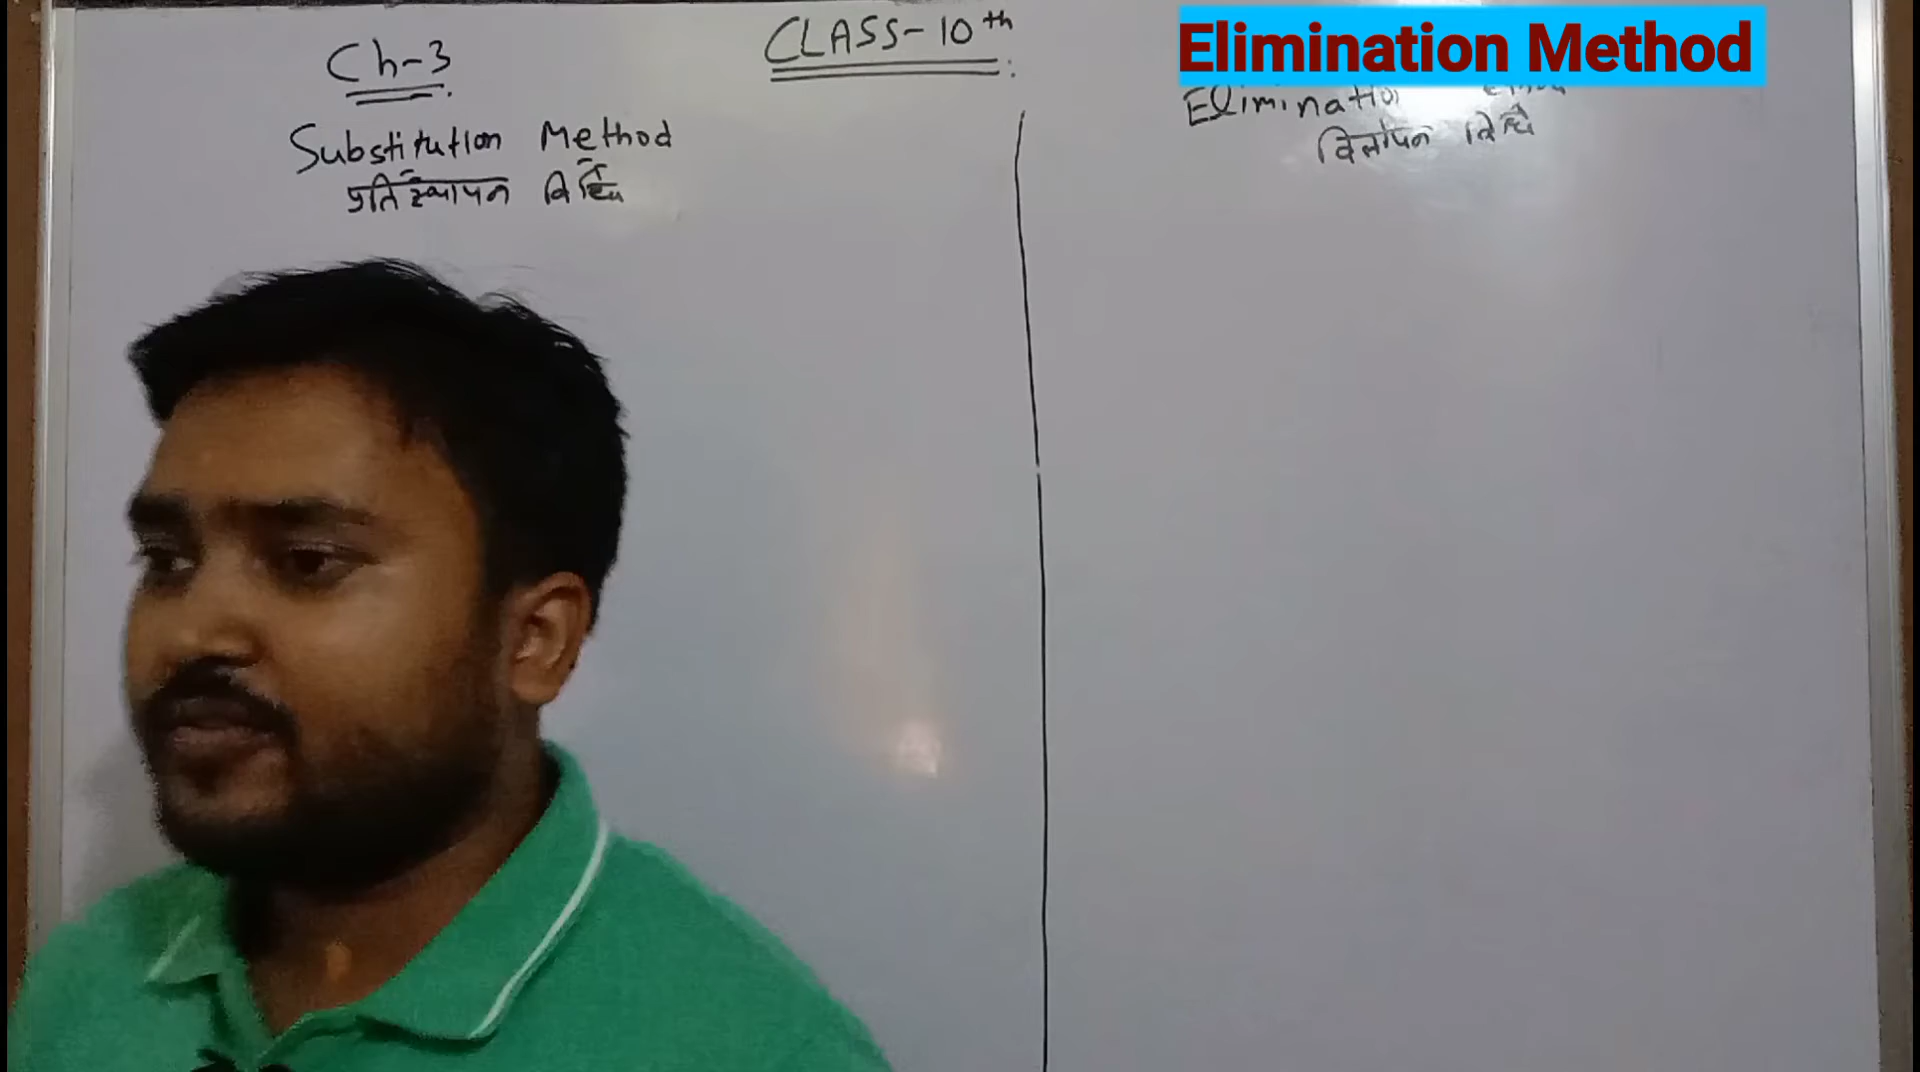 Ch-3
CLASS-10th
Substitution Method
प्रतिस्थापन विधि
Elimination Method
Elimination
विलोपन विधि